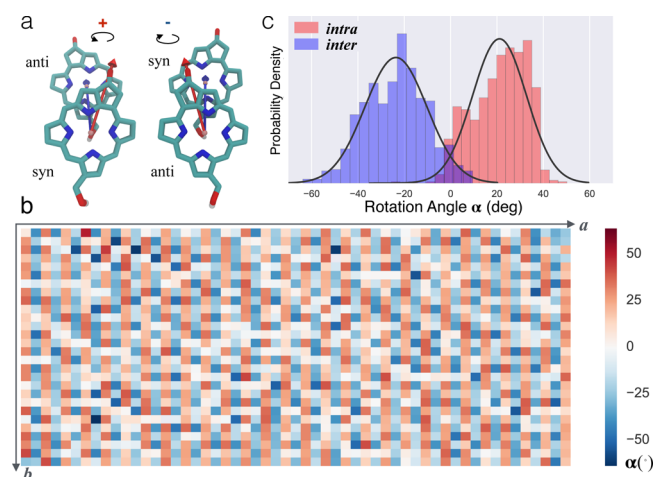 a
+
-
anti
syn
syn
anti
c
intra
inter
Probability Density
−60 −40 −20 0 20 40 60
Rotation Angle α (deg)
b
a
b
50
25
0
−25
−50
α(°)